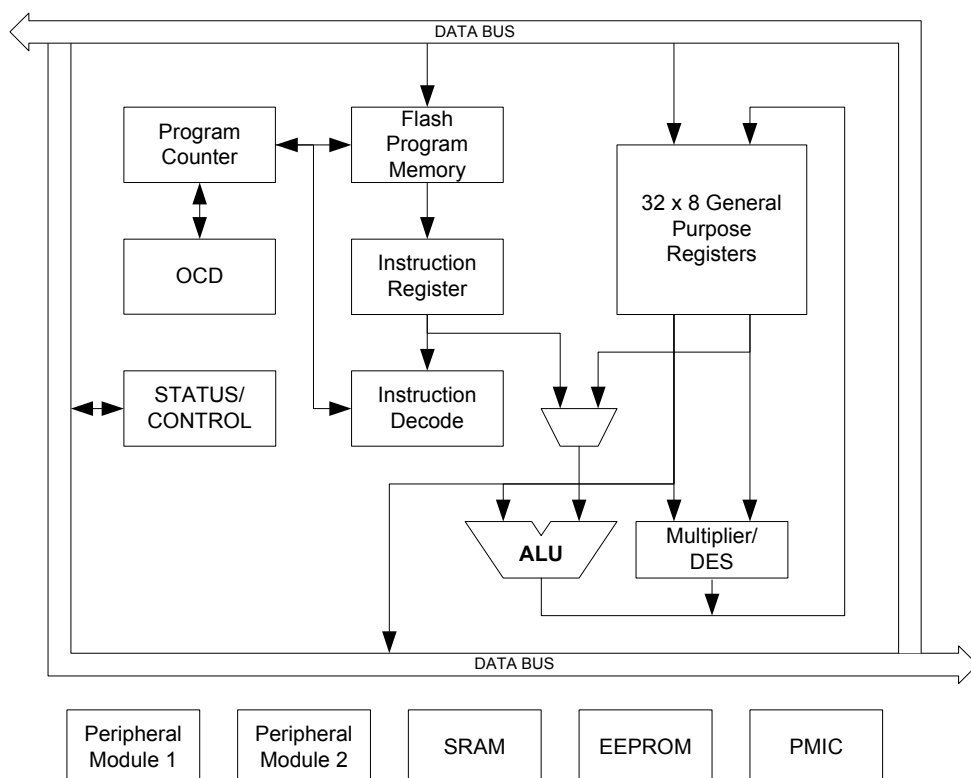 DATA BUS
Program
Counter
Flash
Program
Memory
32 x 8 General
Purpose
Registers
OCD
Instruction
Register
STATUS/
CONTROL
Instruction
Decode
ALU
Multiplier/
DES
DATA BUS
Peripheral
Module 1
Peripheral
Module 2
SRAM
EEPROM
PMIC